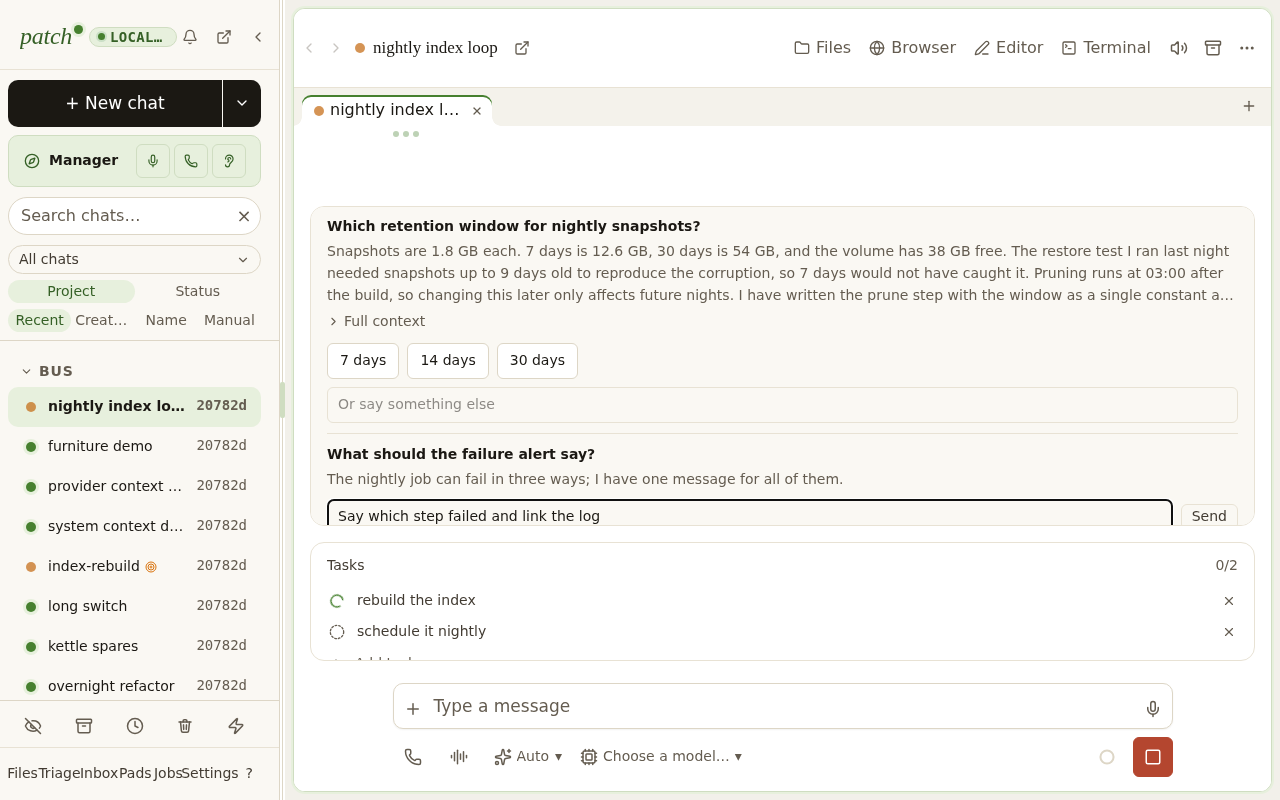 patch
LOCAL…
nightly index loop
Files
Browser
Editor
Terminal
+ New chat
nightly index l…
Manager
Search chats…
All chats
Project
Status
Recent
Creat…
Name
Manual
BUS
nightly index lo… 20782d
furniture demo 20782d
provider context … 20782d
system context d… 20782d
index-rebuild 20782d
long switch 20782d
kettle spares 20782d
overnight refactor 20782d
Files Triage Inbox Pads Jobs Settings ?
Which retention window for nightly snapshots?
Snapshots are 1.8 GB each. 7 days is 12.6 GB, 30 days is 54 GB, and the volume has 38 GB free. The restore test I ran last night
needed snapshots up to 9 days old to reproduce the corruption, so 7 days would not have caught it. Pruning runs at 03:00 after
the build, so changing this later only affects future nights. I have written the prune step with the window as a single constant a…
Full context
7 days
14 days
30 days
Or say something else
What should the failure alert say?
The nightly job can fail in three ways; I have one message for all of them.
Say which step failed and link the log
Send
Tasks 0/2
rebuild the index
schedule it nightly
Type a message
Auto ▾
Choose a model… ▾